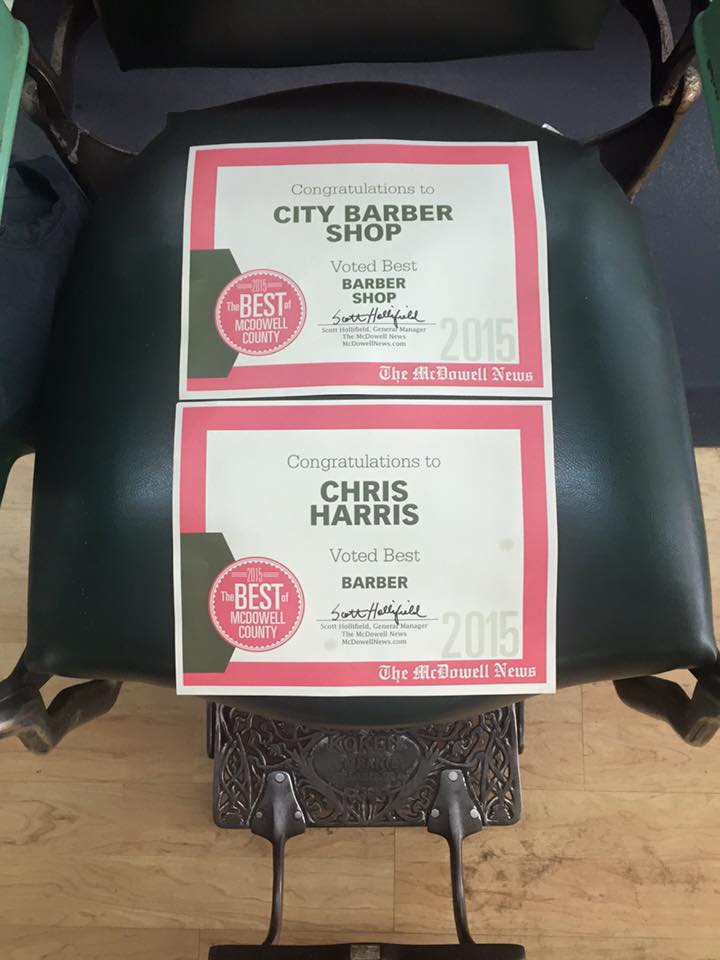 Congratulations to
CITY BARBER
SHOP
Voted Best
BARBER
SHOP
Scott Hollifield
Scott Hollifield, General Manager
The McDowell News
McDowellNews.com
2015
The BEST of
MCDOWELL
COUNTY
2015
The McDowell News
Congratulations to
CHRIS
HARRIS
Voted Best
BARBER
Scott Hollifield
Scott Hollifield, General Manager
The McDowell News
McDowellNews.com
2015
The BEST of
MCDOWELL
COUNTY
2015
The McDowell News
KOKEN